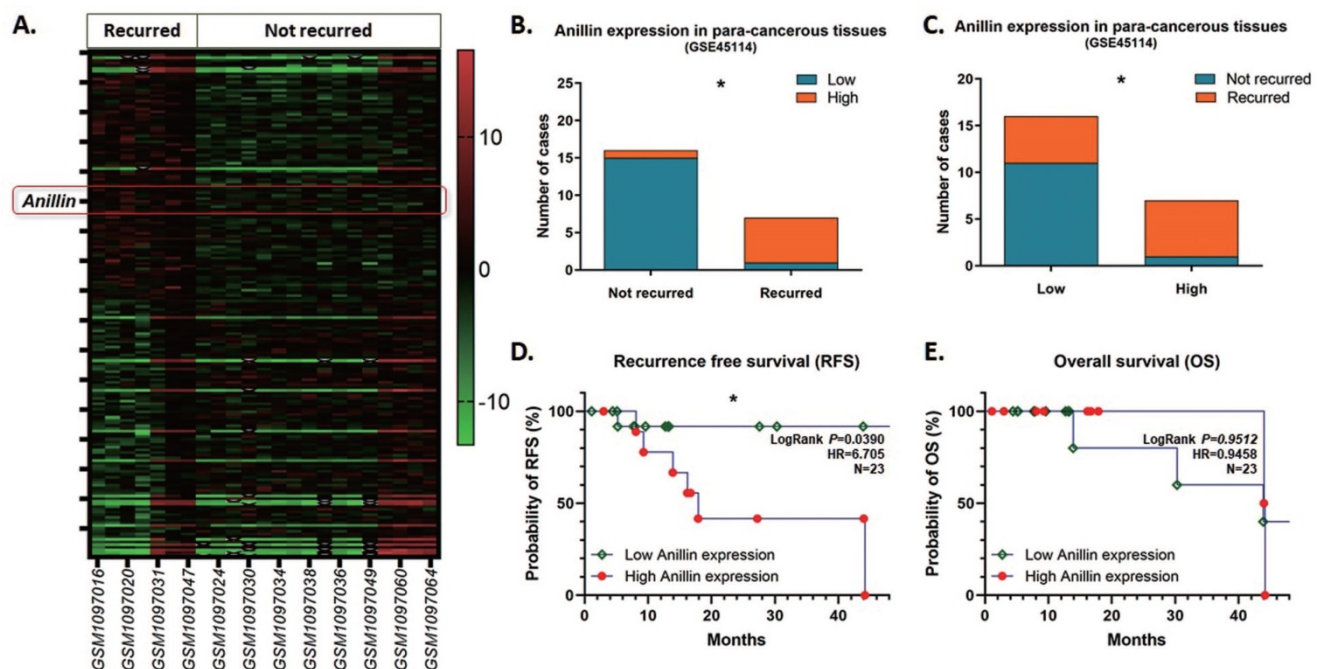 A.
Recurred
Not recurred
Anillin
10
0
-10
GSM1097016
GSM1097020
GSM1097031
GSM1097047
GSM1097024
GSM1097030
GSM1097034
GSM1097038
GSM1097036
GSM1097049
GSM1097060
GSM1097064
B.
Anillin expression in para-cancerous tissues
(GSE45114)
Low
High
*
Number of cases
25
20
15
10
5
0
Not recurred
Recurred
C.
Anillin expression in para-cancerous tissues
(GSE45114)
Not recurred
Recurred
*
Number of cases
20
15
10
5
0
Low
High
D.
Recurrence free survival (RFS)
*
Probability of RFS (%)
100
50
0
LogRank P=0.0390
HR=6.705
N=23
Low Anillin expression
High Anillin expression
0
10
20
30
40
Months
E.
Overall survival (OS)
Probability of OS (%)
100
50
0
LogRank P=0.9512
HR=0.9458
N=23
Low Anillin expression
High Anillin expression
0
10
20
30
40
Months